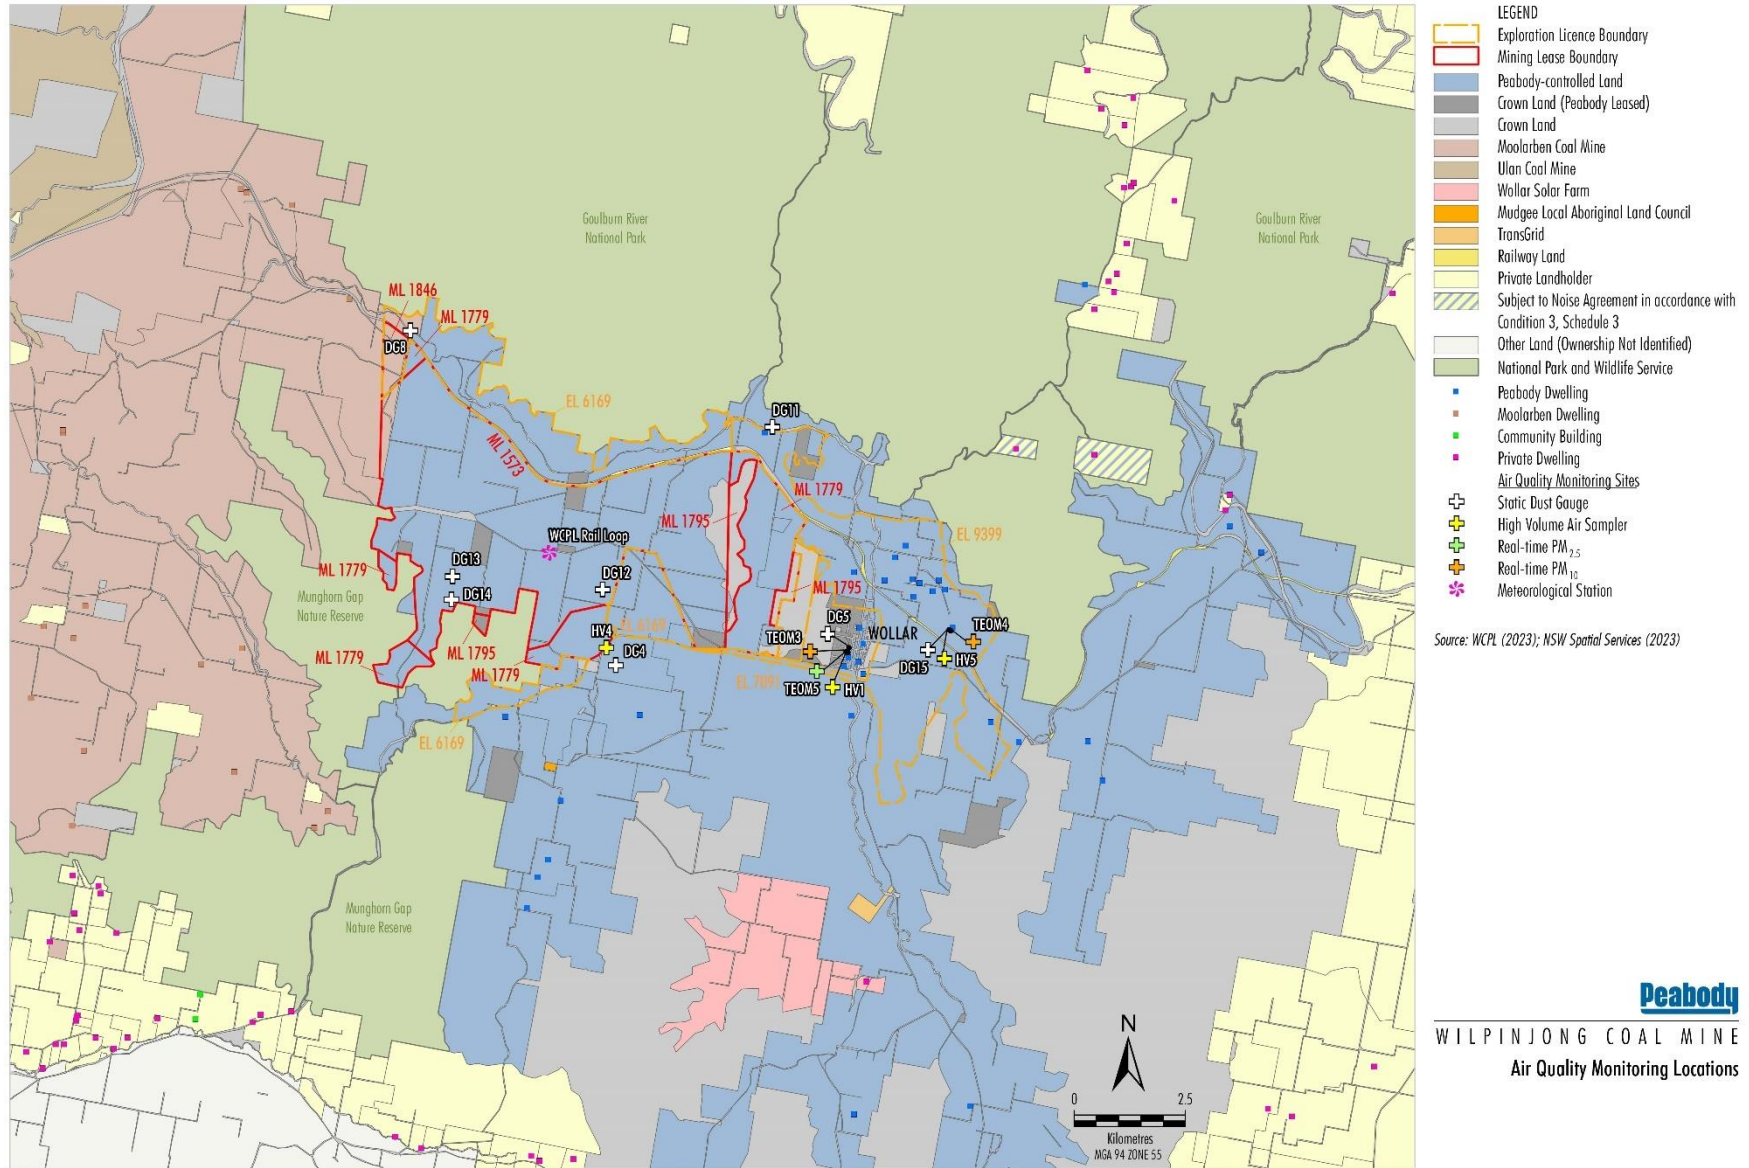 LEGEND
Exploration Licence Boundary
Mining Lease Boundary
Peabody-controlled Land
Crown Land (Peabody Leased)
Crown Land
Moolarben Coal Mine
Ulan Coal Mine
Wollar Solar Farm
Mudgee Local Aboriginal Land Council
TransGrid
Railway Land
Private Landholder
Subject to Noise Agreement in accordance with
Condition 3, Schedule 3
Other Land (Ownership Not Identified)
National Park and Wildlife Service
Peabody Dwelling
Moolarben Dwelling
Community Building
Private Dwelling
Air Quality Monitoring Sites
Static Dust Gauge
High Volume Air Sampler
Real-time PM2.5
Real-time PM10
Meteorological Station
Source: WCPL (2023); NSW Spatial Services (2023)
Goulburn River
National Park
Goulburn River
National Park
ML 1846
ML 1779
DG8
EL 6169
DG11
ML 1573
ML 1779
ML 1795
EL 9399
WCPL Rail Loop
DG13
ML 1779
DG12
DG14
ML 1795
Munghorn Gap
Nature Reserve
DG5
TEOM4
HV4
EL 6169
TEOM3
WOLLAR
DG4
ML 1795
ML 1779
ML 1779
DG15
HV5
EL 7091
TEOM5
HV1
EL 6169
Munghorn Gap
Nature Reserve
N
0 2.5
Kilometres
MGA 94 ZONE 55
Peabody
WILPINJONG COAL MINE
Air Quality Monitoring Locations